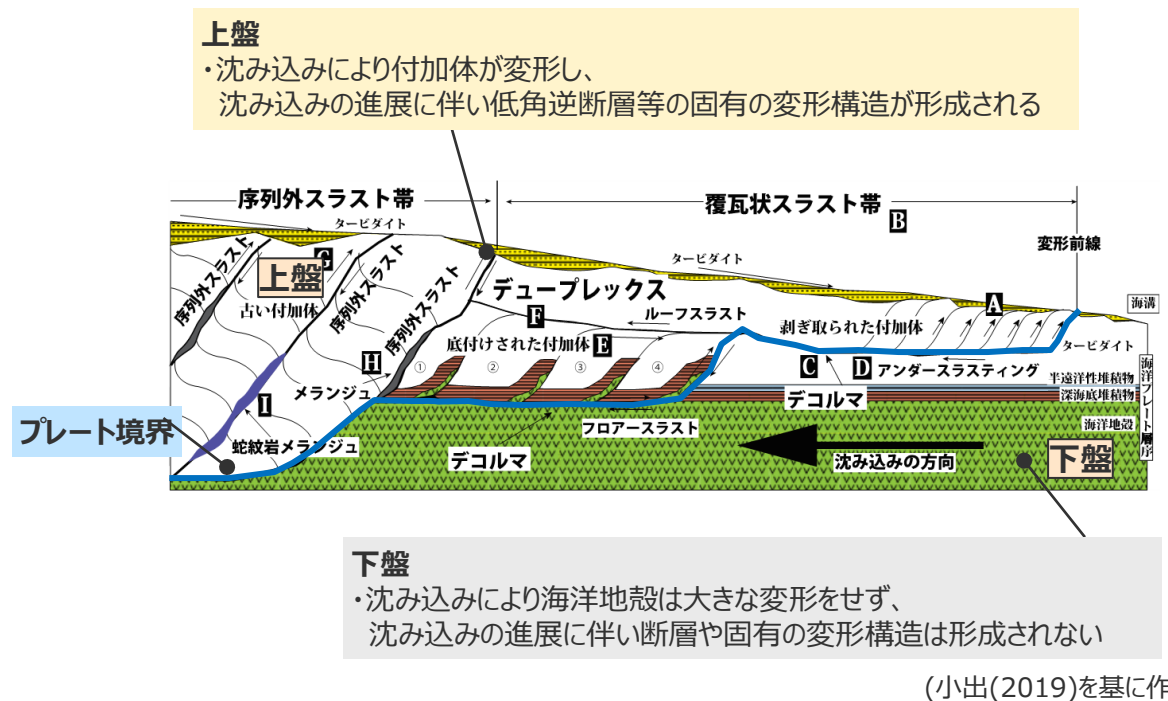 上盤
・沈み込みにより付加体が変形し、
沈み込みの進展に伴い低角逆断層等の固有の変形構造が形成される
序列外スラスト帯
覆瓦状スラスト帯
B
変形前線
タービダイト
タービダイト
海溝
序列外スラスト
G
上盤
古い付加体
序列外スラスト
序列外スラスト
デュープレックス
F
ルーフスラスト
剥ぎ取られた付加体
A
タービダイト
底付けされた付加体
E
C
D
アンダースラスティング
H
①
②
③
④
メランジュ
デコルマ
半遠洋性堆積物
深海底堆積物
海洋地殻
海洋プレート層序
I
プレート境界
蛇紋岩メランジュ
フロアースラスト
デコルマ
沈み込みの方向
下盤
下盤
・沈み込みにより海洋地殻は大きな変形をせず、
沈み込みの進展に伴い断層や固有の変形構造は形成されない
(小出(2019)を基に作